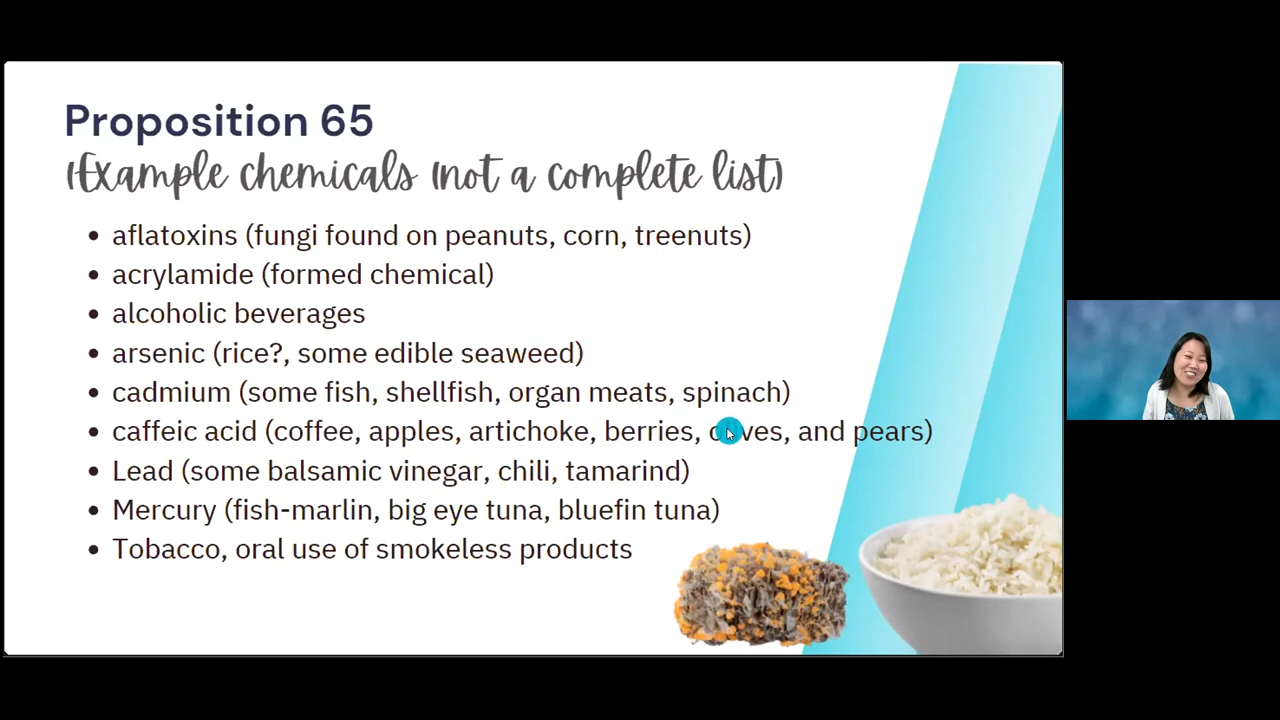 Proposition 65
(Example chemicals (not a complete list)
• aflatoxins (fungi found on peanuts, corn, treenuts)
• acrylamide (formed chemical)
• alcoholic beverages
• arsenic (rice?, some edible seaweed)
• cadmium (some fish, shellfish, organ meats, spinach)
• caffeic acid (coffee, apples, artichoke, berries, and pears)
• Lead (some balsamic vinegar, chili, tamarind)
• Mercury (fish-marlin, big eye tuna, bluefin tuna)
• Tobacco, oral use of smokeless products